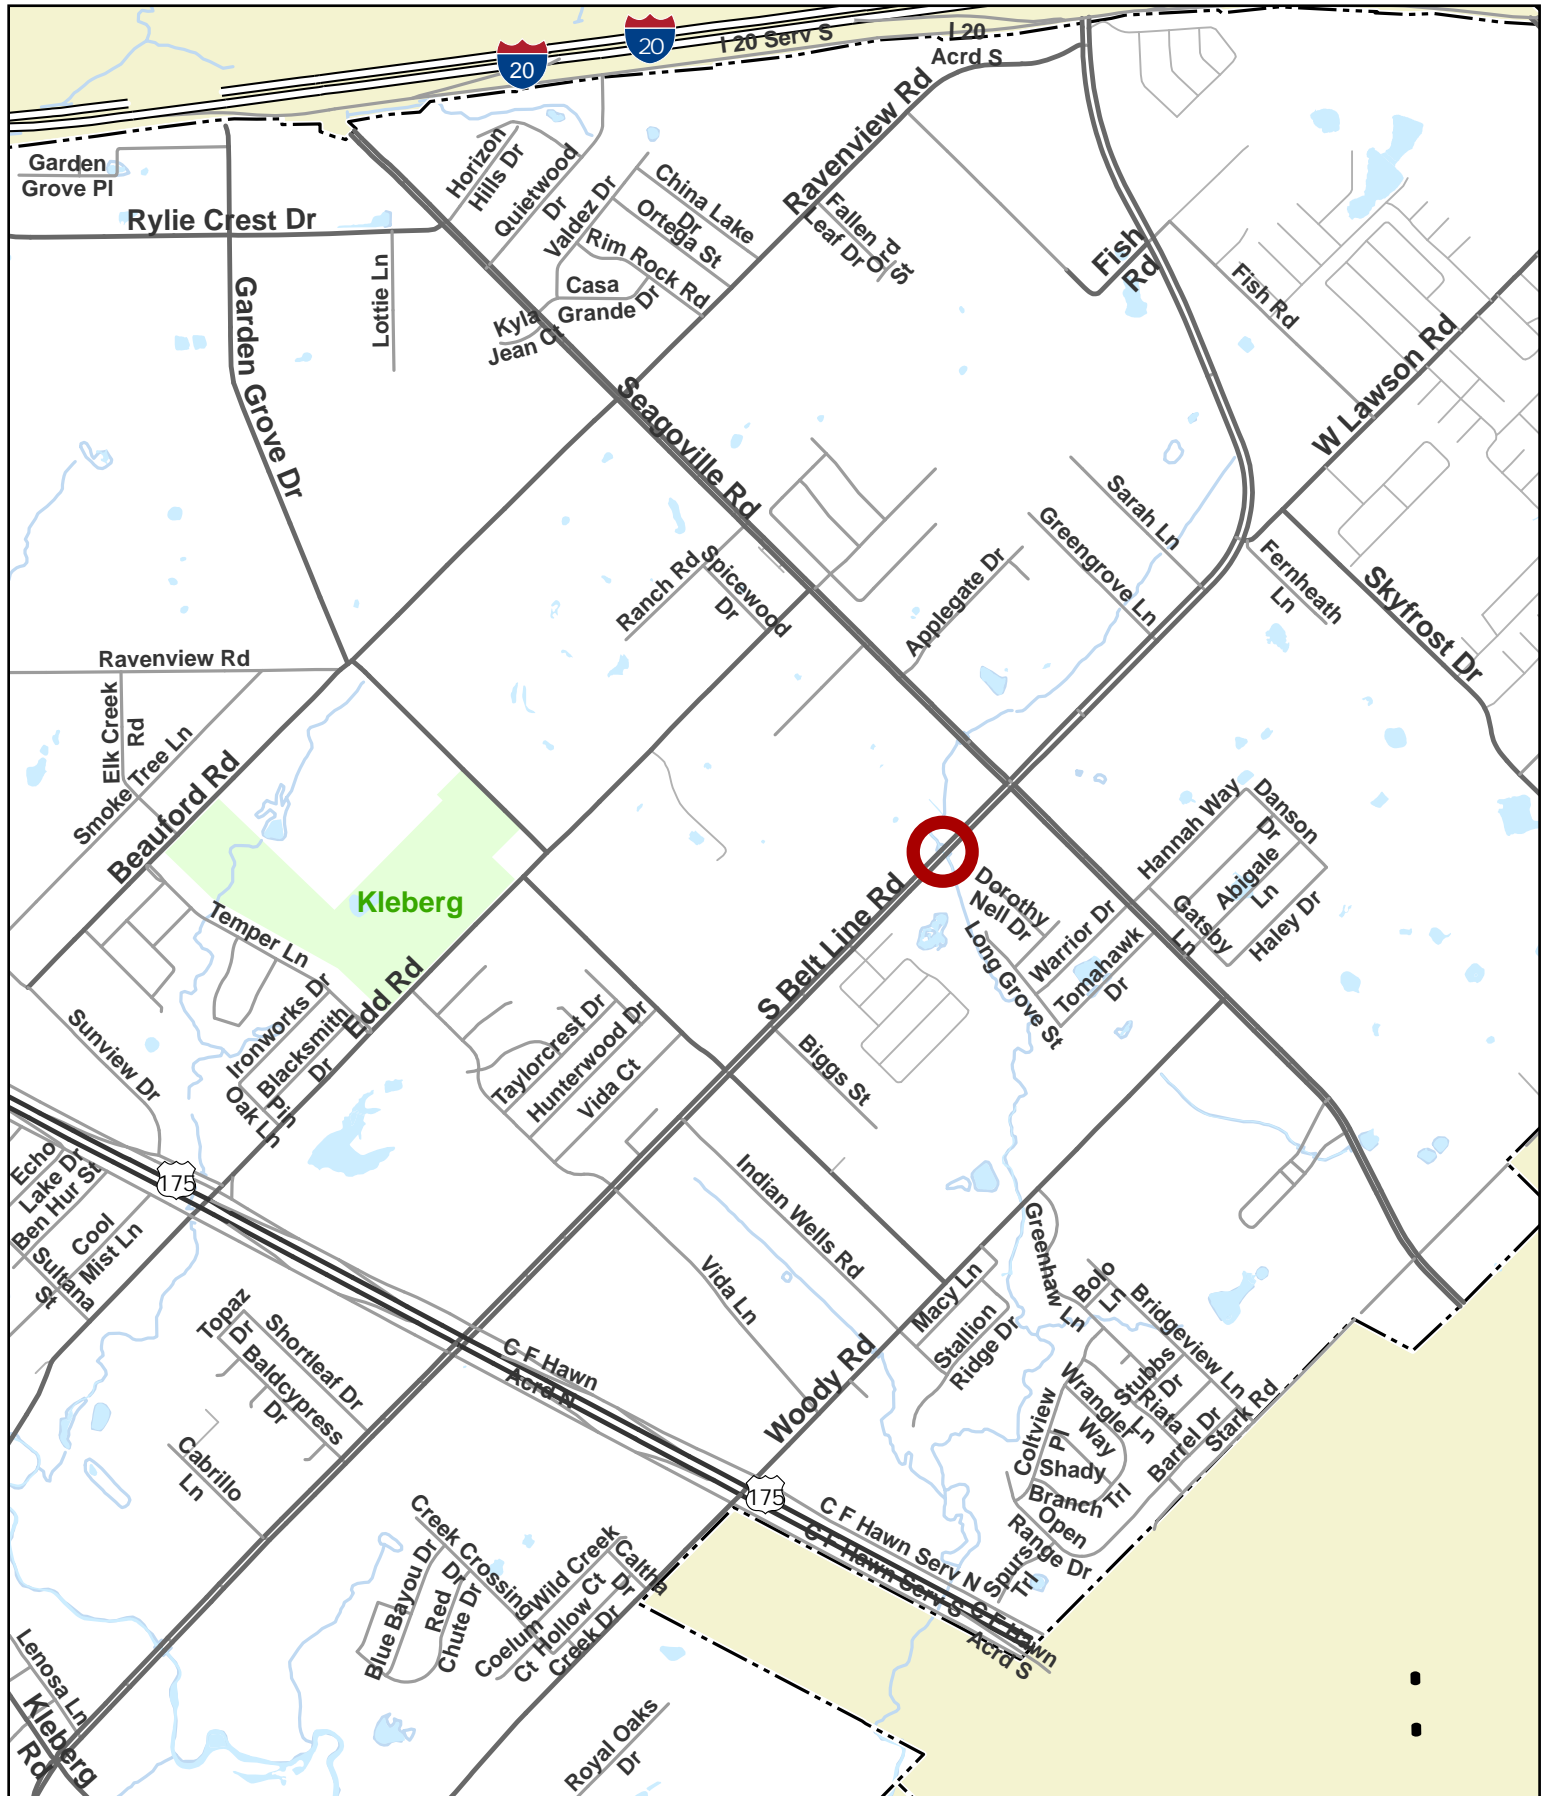 20
20
I 20 Serv S
L20
Acrd S
Garden
Grove Pl
Rylie Crest Dr
Lottie Ln
Garden Grove Dr
Horizon
Hills Dr
Quietwood
Dr
Valdez Dr
China Lake
Dr
Ortega St
Rim Rock Rd
Casa
Grande Dr
Kyla
Jean Ct
Ravenview Rd
Fallen
Leaf Dr
Ord
St
Fish
Rd
Fish Rd
W Lawson Rd
Seagoville Rd
Ranch Rd
Spicewood
Dr
Applegate Dr
Greengrove Ln
Sarah Ln
Fernheath
Ln
Skyfrost Dr
Ravenview Rd
Elk Creek
Rd
Smoke Tree Ln
Beauford Rd
Kleberg
Temper Ln
Edd Rd
Ironworks Dr
Blacksmith
Dr
Pin
Oak Ln
Sunview Dr
Taylorcrest Dr
Hunterwood Dr
Vida Ct
S Belt Line Rd
Biggs St
Dorothy
Nell Dr
Long Grove St
Warrior Dr
Tomahawk
Dr
Hannah Way
Danson
Dr
Abigale
Ln
Gatsby
Ln
Haley Dr
175
Echo
Lake Dr
Ben Hur St
Cool
Mist Ln
Sultana
St
Topaz
Dr
Shortleaf Dr
Baldcypress
Dr
Cabrillo
Ln
C F Hawn
Acrd N
Indian Wells Rd
Vida Ln
Woody Rd
Macy Ln
Stallion
Ridge Dr
Greenhaw
Ln
Bolo
Ln
Bridgeview Ln
Stubbs
Dr
Riata
Ln
Wrangler
Way
Coltview
Pl
Shady
Branch Trl
Barrel Dr
Stark Rd
Open
Range Dr
Spurs
Trl
175
C F Hawn Serv N
C F Hawn Serv S
C F Hawn
Acrd S
Creek Crossing
Dr
Blue Bayou Dr
Red
Chute Dr
Wild Creek
Ct
Coelum
Ct
Hollow
Creek Dr
Caltha
Dr
Royal Oaks
Dr
Lenosa Ln
Kleberg
Rd